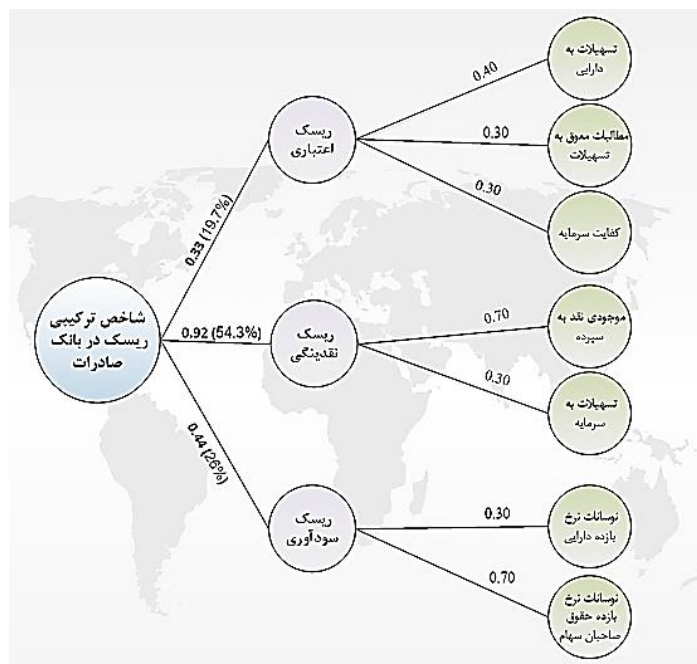 شاخص ترکیبی
ریسک در بانک
صادرات
0.33 (19.7%)
0.92 (54.3%)
0.44 (26%)
ریسک
اعتباری
0.40
0.30
0.30
تسهیلات به
دارایی
مطالبات معوق به
تسهیلات
کفایت سرمایه
ریسک
نقدینگی
0.70
0.30
موجودی نقد به
سپرده
تسهیلات به
سرمایه
ریسک
سودآوری
0.30
0.70
نوسانات نرخ
بازده دارایی
نوسانات نرخ
بازده حقوق
صاحبان سهام